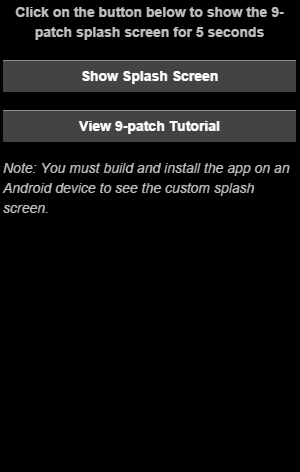 Click on the button below to show the 9-
patch splash screen for 5 seconds
Show Splash Screen
View 9-patch Tutorial
Note: You must build and install the app on an
Android device to see the custom splash
screen.